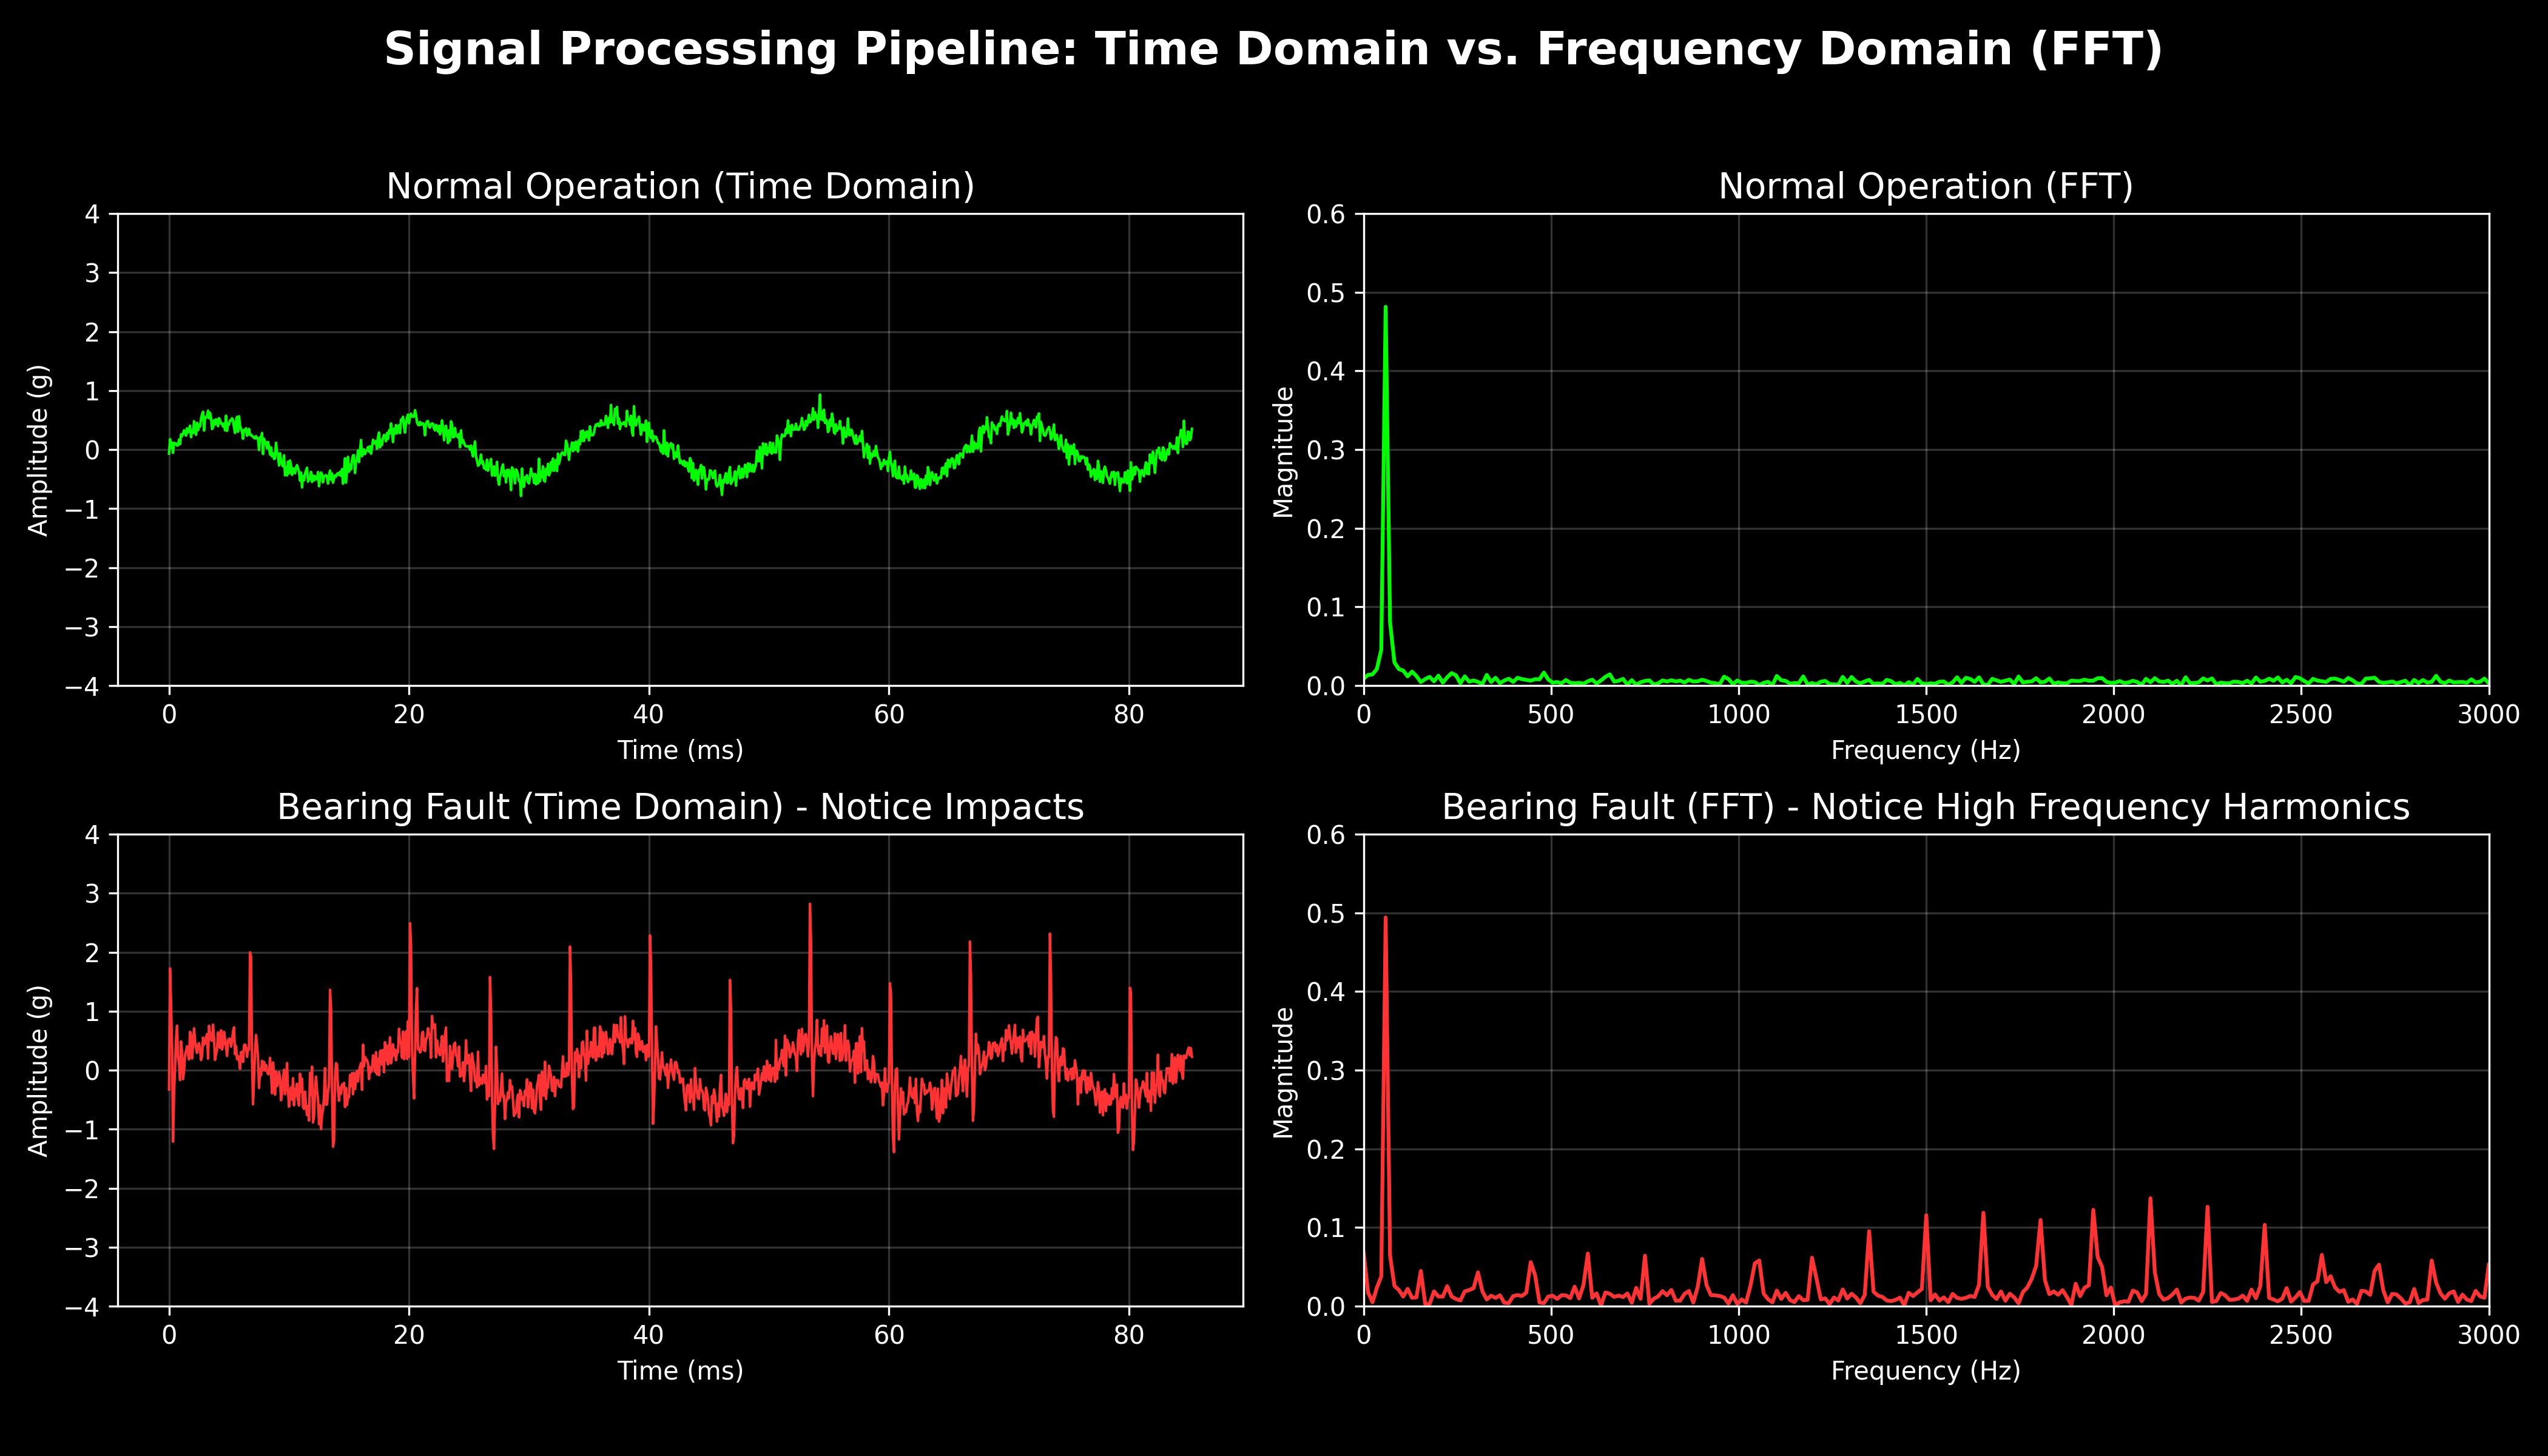 Signal Processing Pipeline: Time Domain vs. Frequency Domain (FFT)
Normal Operation (Time Domain)
4
3
2
1
0
−1
−2
−3
−4
Amplitude (g)
0 20 40 60 80
Time (ms)
Normal Operation (FFT)
0.6
0.5
0.4
0.3
0.2
0.1
0.0
Magnitude
0 500 1000 1500 2000 2500 3000
Frequency (Hz)
Bearing Fault (Time Domain) - Notice Impacts
4
3
2
1
0
−1
−2
−3
−4
Amplitude (g)
0 20 40 60 80
Time (ms)
Bearing Fault (FFT) - Notice High Frequency Harmonics
0.6
0.5
0.4
0.3
0.2
0.1
0.0
Magnitude
0 500 1000 1500 2000 2500 3000
Frequency (Hz)